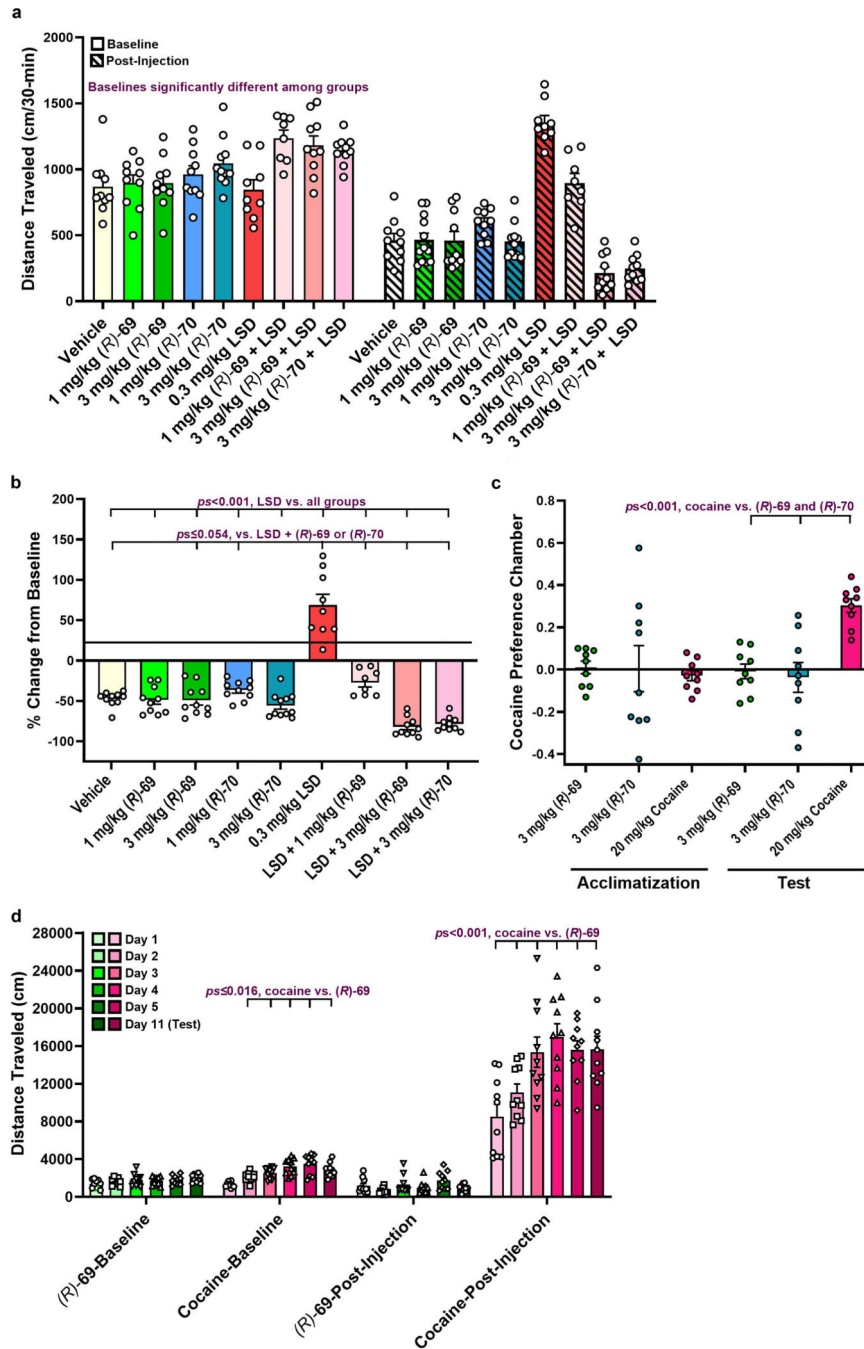 a
2000
1500
1000
500
0
Distance Traveled (cm/30-min)
Baseline
Post-Injection
Baselines significantly different among groups
Vehicle
1 mg/kg (R)-69
3 mg/kg (R)-69
1 mg/kg (R)-70
3 mg/kg (R)-70
0.3 mg/kg LSD
1 mg/kg (R)-69 + LSD
3 mg/kg (R)-69 + LSD
3 mg/kg (R)-70 + LSD
Vehicle
1 mg/kg (R)-69
3 mg/kg (R)-69
1 mg/kg (R)-70
3 mg/kg (R)-70
0.3 mg/kg LSD
1 mg/kg (R)-69 + LSD
3 mg/kg (R)-69 + LSD
3 mg/kg (R)-70 + LSD
b
200
150
100
50
0
-50
-100
% Change from Baseline
ps<0.001, LSD vs. all groups
ps≤0.054, vs. LSD + (R)-69 or (R)-70
Vehicle
1 mg/kg (R)-69
3 mg/kg (R)-69
1 mg/kg (R)-70
3 mg/kg (R)-70
0.3 mg/kg LSD
LSD + 1 mg/kg (R)-69
LSD + 3 mg/kg (R)-69
LSD + 3 mg/kg (R)-70
c
0.8
0.6
0.4
0.2
0.0
-0.2
-0.4
Cocaine Preference Chamber
ps<0.001, cocaine vs. (R)-69 and (R)-70
3 mg/kg (R)-69
3 mg/kg (R)-70
20 mg/kg Cocaine
3 mg/kg (R)-69
3 mg/kg (R)-70
20 mg/kg Cocaine
Acclimatization
Test
d
28000
24000
20000
16000
12000
8000
4000
0
Distance Traveled (cm)
Day 1
Day 2
Day 3
Day 4
Day 5
Day 11 (Test)
ps≤0.016, cocaine vs. (R)-69
ps<0.001, cocaine vs. (R)-69
(R)-69-Baseline
Cocaine-Baseline
(R)-69-Post-Injection
Cocaine-Post-Injection